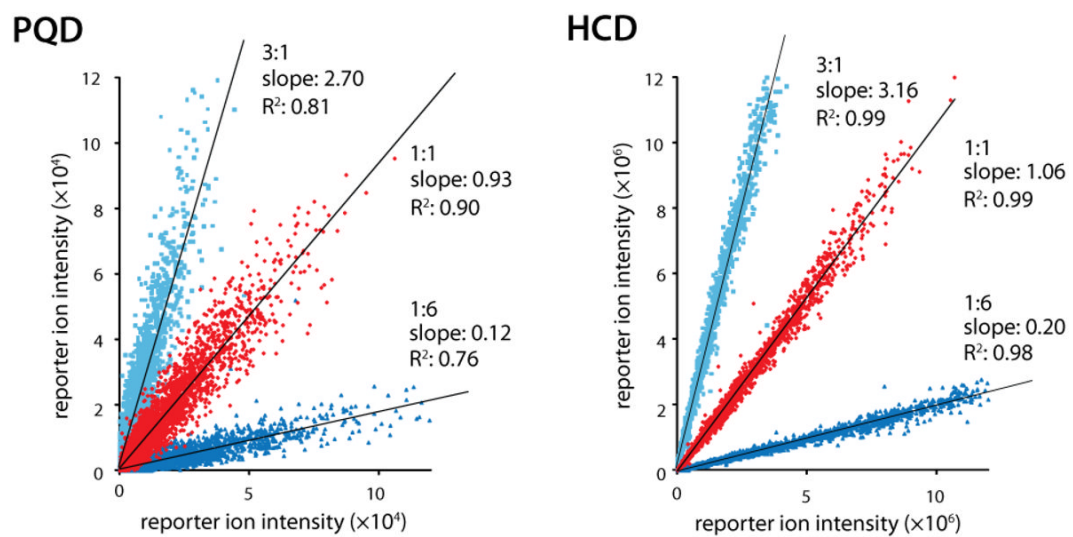 PQD
3:1
slope: 2.70
R²: 0.81
1:1
slope: 0.93
R²: 0.90
1:6
slope: 0.12
R²: 0.76
12
10
8
6
4
2
0
0 5 10
reporter ion intensity (×10⁴)
reporter ion intensity (×10⁴)
HCD
3:1
slope: 3.16
R²: 0.99
1:1
slope: 1.06
R²: 0.99
1:6
slope: 0.20
R²: 0.98
12
10
8
6
4
2
0
0 5 10
reporter ion intensity (×10⁶)
reporter ion intensity (×10⁶)